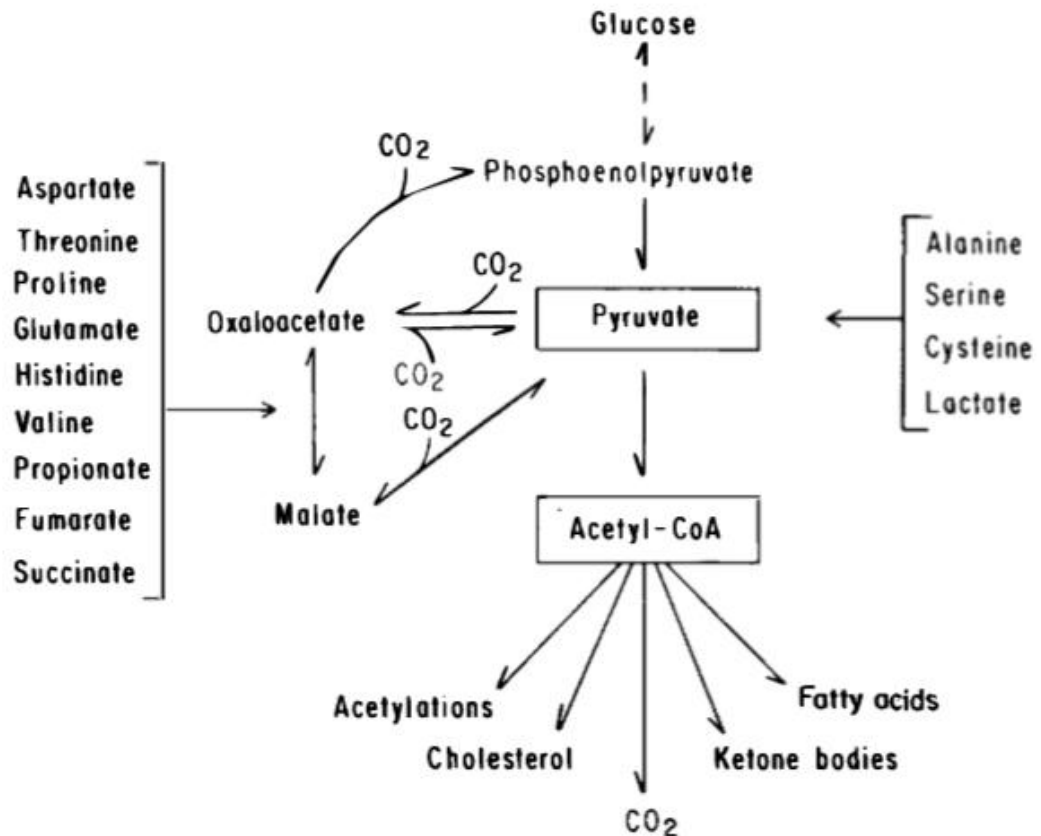 Glucose
CO2
Phosphoenolpyruvate
Aspartate
Threonine
Proline
Glutamate
Histidine
Valine
Propionate
Fumarate
Succinate
Oxaloacetate
CO2
CO2
CO2
Malate
Pyruvate
Alanine
Serine
Cysteine
Lactate
Acetyl-CoA
Acetylations
Cholesterol
CO2
Ketone bodies
Fatty acids